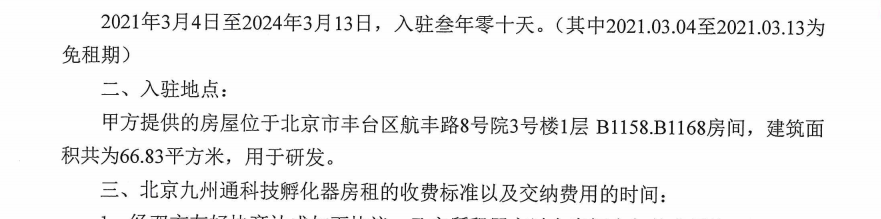 2021年3月4日至2024年3月13日，入驻叁年零十天。（其中2021.03.04至2021.03.13为
免租期）
二、入驻地点：
甲方提供的房屋位于北京市丰台区航丰路8号院3号楼1层 B1158.B1168房间，建筑面
积共为66.83平方米，用于研发。
三、北京九州通科技孵化器房租的收费标准以及交纳费用的时间：